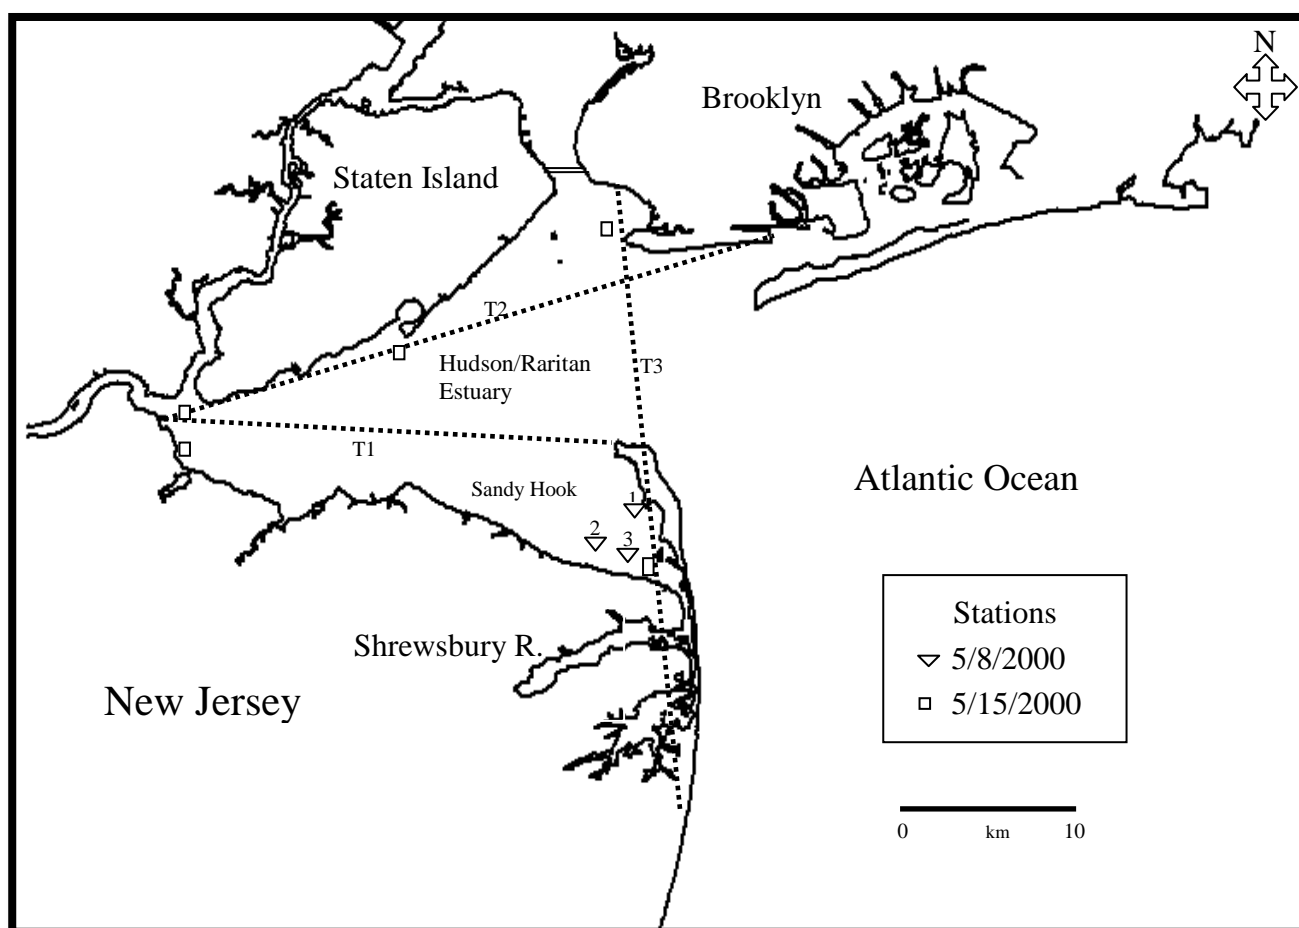 N
Brooklyn
Staten Island
T2
Hudson/Raritan
Estuary
T3
T1
Atlantic Ocean
Sandy Hook
1
2
3
Stations
5/8/2000
5/15/2000
Shrewsbury R.
New Jersey
0 km 10